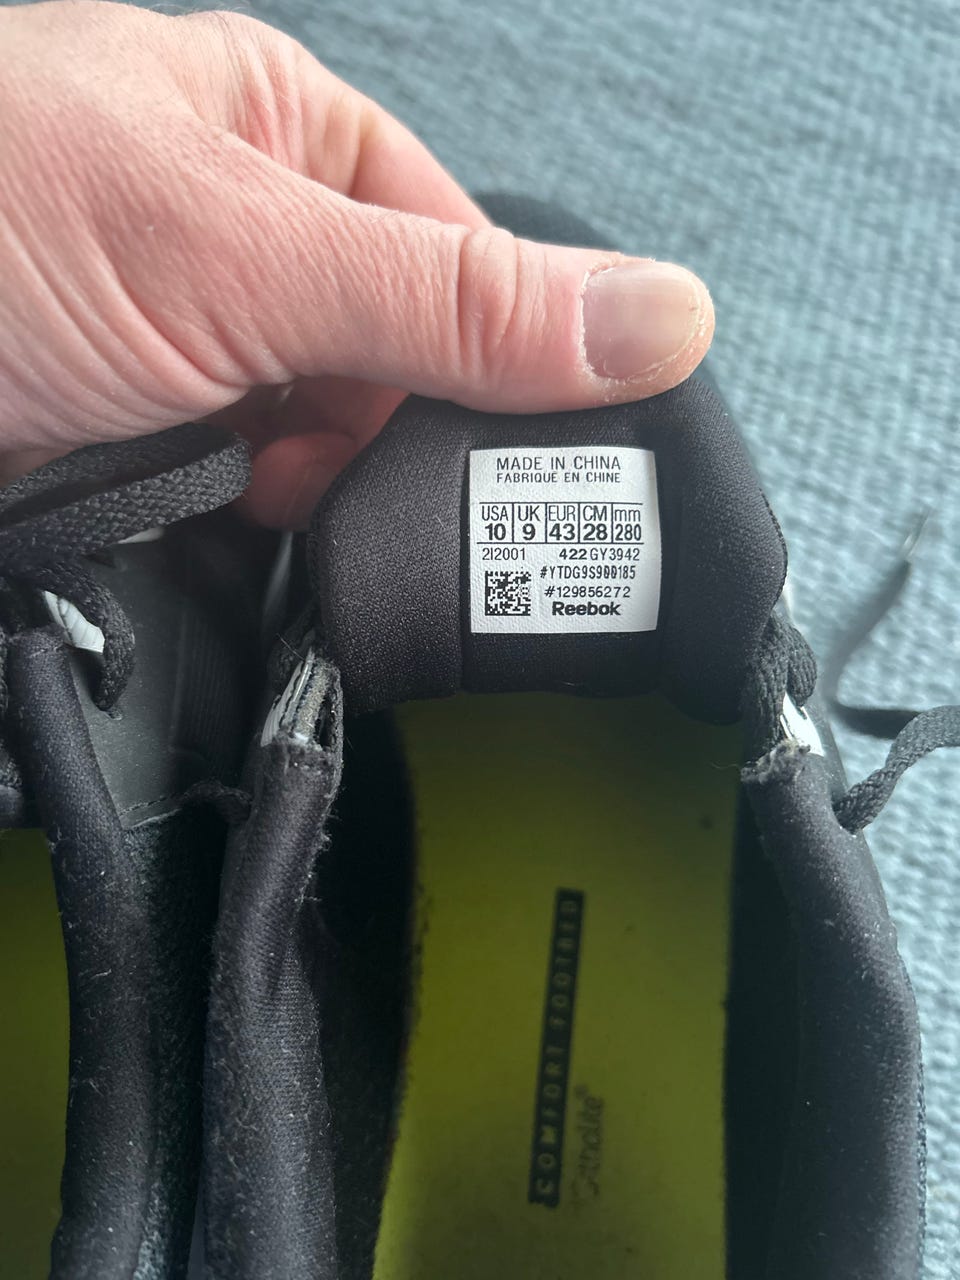 MADE IN CHINA
FABRIQUE EN CHINE
USA UK EUR CM mm
10 9 43 28 280
2I2001 422 GY3942
#YTDG9S900185
#129856272
Reebok
COMFORT FOOTBED
Ortholite®